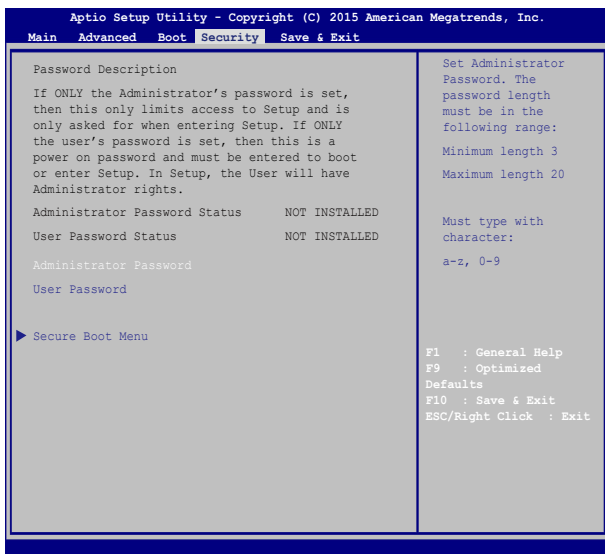 Aptio Setup Utility - Copyright (C) 2015 American Megatrends, Inc.
Main Advanced Boot Security Save & Exit
Password Description
If ONLY the Administrator's password is set,
then this only limits access to Setup and is
only asked for when entering Setup. If ONLY
the user's password is set, then this is a
power on password and must be entered to boot
or enter Setup. In Setup, the User will have
Administrator rights.
Administrator Password Status NOT INSTALLED
User Password Status NOT INSTALLED
Administrator Password
User Password
Secure Boot Menu
Set Administrator
Password. The
password length
must be in the
following range:
Minimum length 3
Maximum length 20
Must type with
character:
a-z, 0-9
F1 : General Help
F9 : Optimized
Defaults
F10 : Save & Exit
ESC/Right Click : Exit